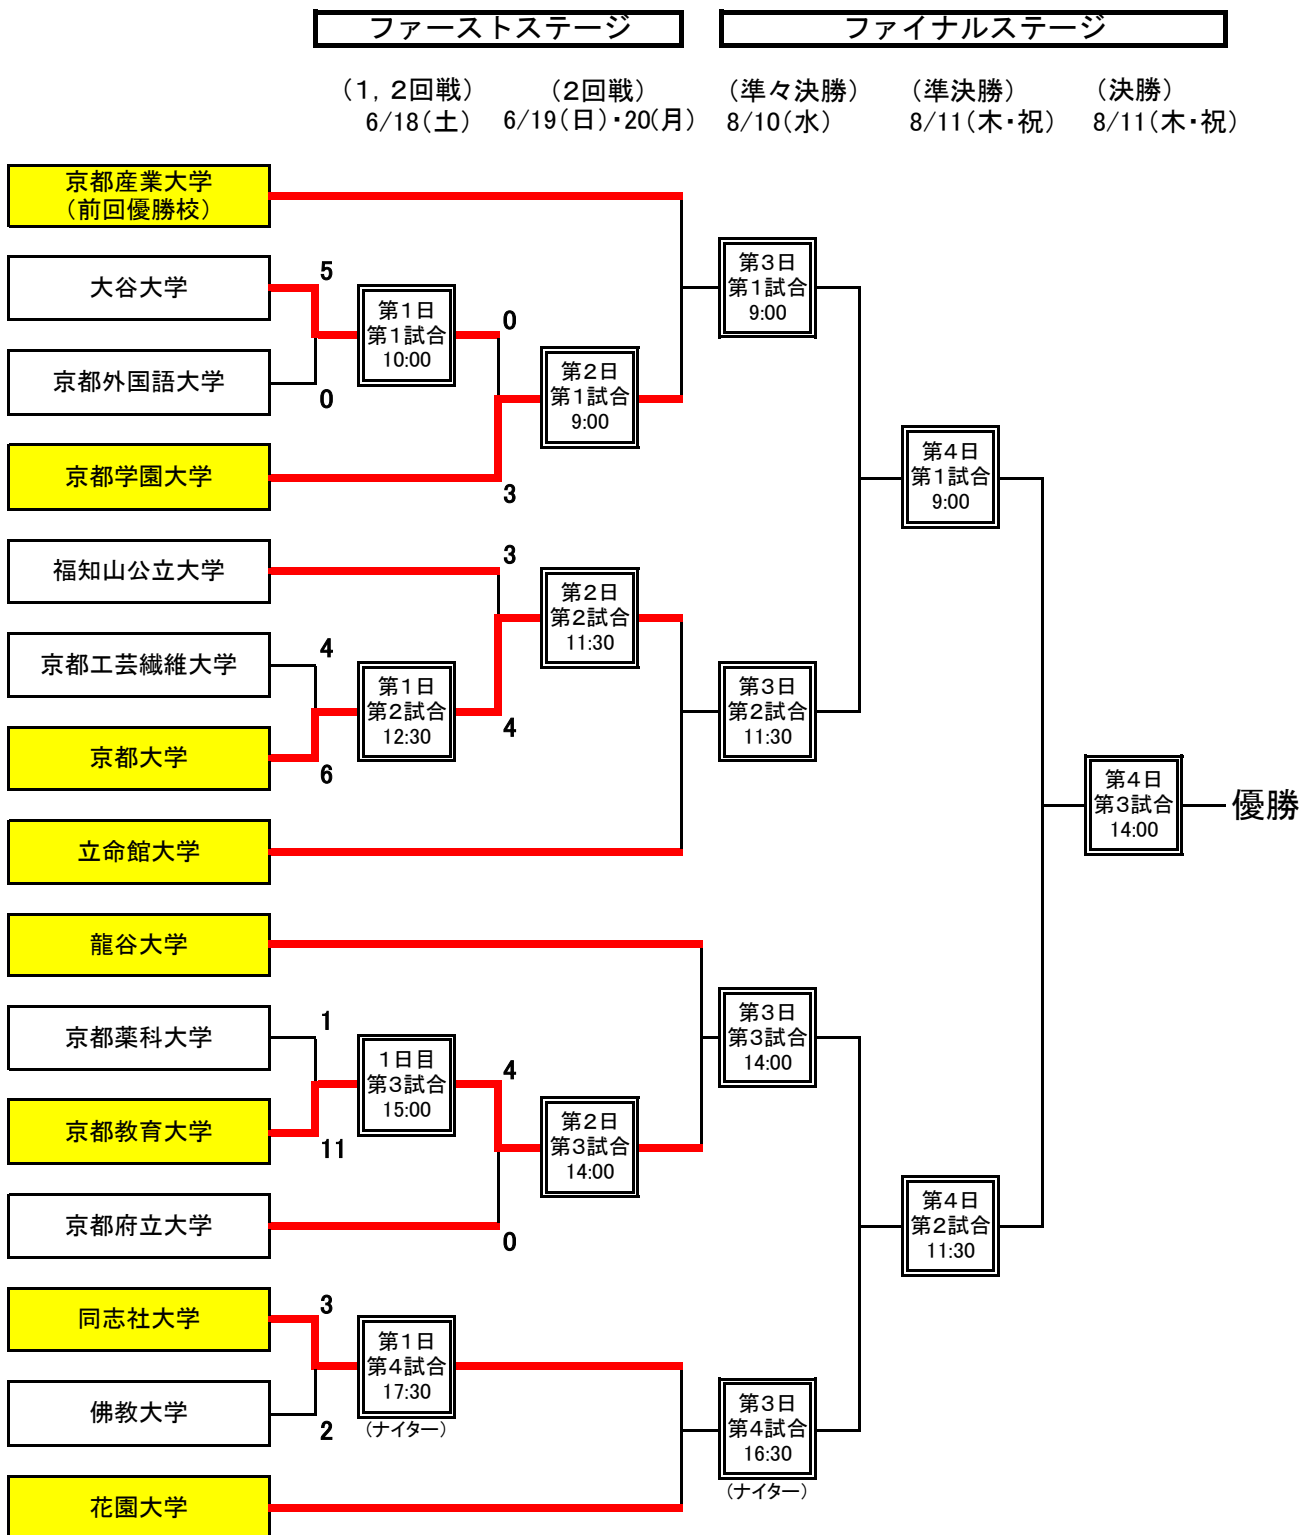 ファーストステージ
ファイナルステージ
（1，2回戦）
6/18（土）
（2回戦）
6/19（日）・20（月）
（準々決勝）
8/10（水）
（準決勝）
8/11（木・祝）
（決勝）
8/11（木・祝）
京都産業大学
（前回優勝校）
大谷大学
京都外国語大学
京都学園大学
福知山公立大学
京都工芸繊維大学
京都大学
立命館大学
龍谷大学
京都薬科大学
京都教育大学
京都府立大学
同志社大学
佛教大学
花園大学
5
0
4
6
1
11
3
2
第1日
第1試合
10:00
第1日
第2試合
12:30
1日目
第3試合
15:00
第1日
第4試合
17:30
（ナイター）
0
3
3
4
4
0
第2日
第1試合
9:00
第2日
第2試合
11:30
第2日
第3試合
14:00
第3日
第1試合
9:00
第3日
第2試合
11:30
第3日
第3試合
14:00
第3日
第4試合
16:30
（ナイター）
第4日
第1試合
9:00
第4日
第2試合
11:30
第4日
第3試合
14:00
優勝